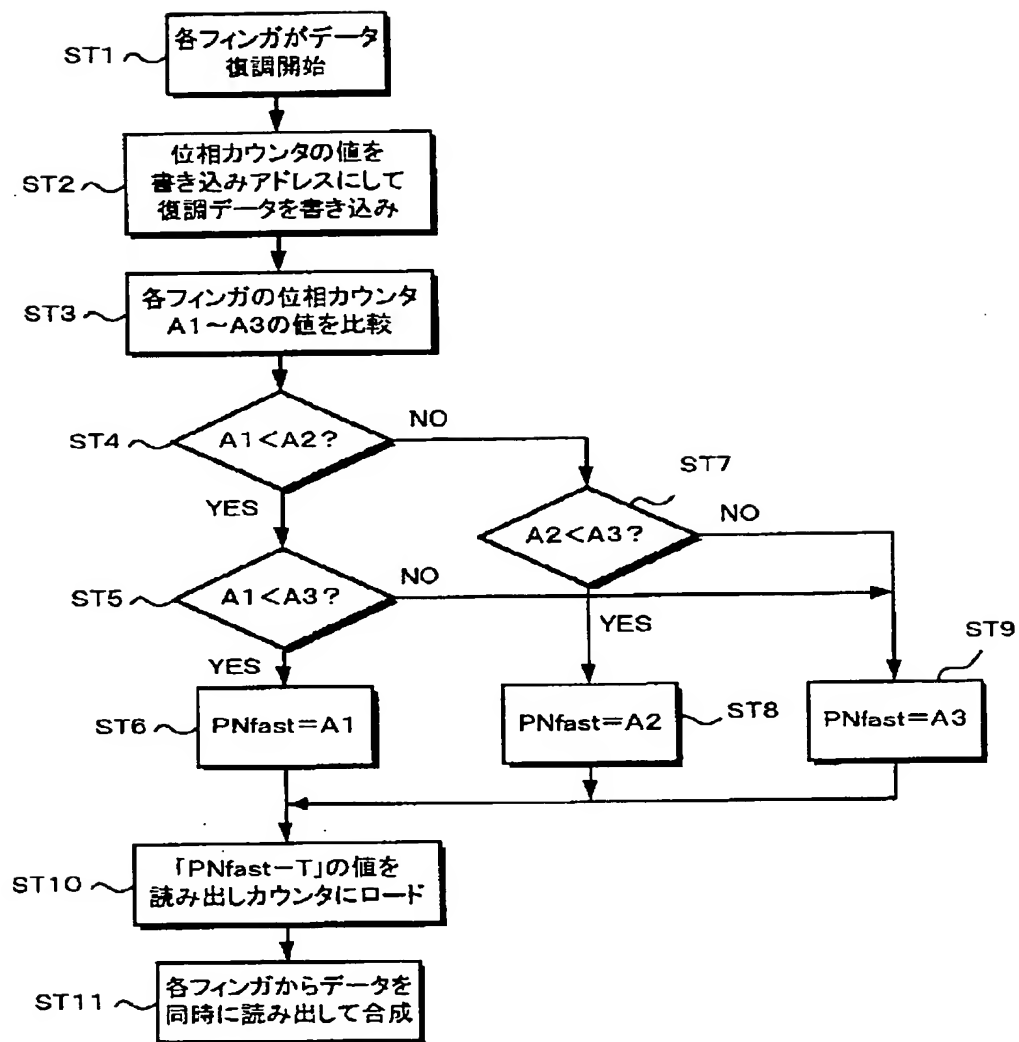 ST1
各フィンガがデータ
復調開始
ST2
位相カウンタの値を
書き込みアドレスにして
復調データを書き込み
ST3
各フィンガの位相カウンタ
A1～A3の値を比較
ST4
A1<A2?
NO
YES
ST7
A2<A3?
NO
YES
ST5
A1<A3?
NO
YES
ST6
PNfast=A1
PNfast=A2
ST8
ST9
PNfast=A3
ST10
「PNfast-T」の値を
読み出しカウンタにロード
ST11
各フィンガからデータを
同時に読み出して合成